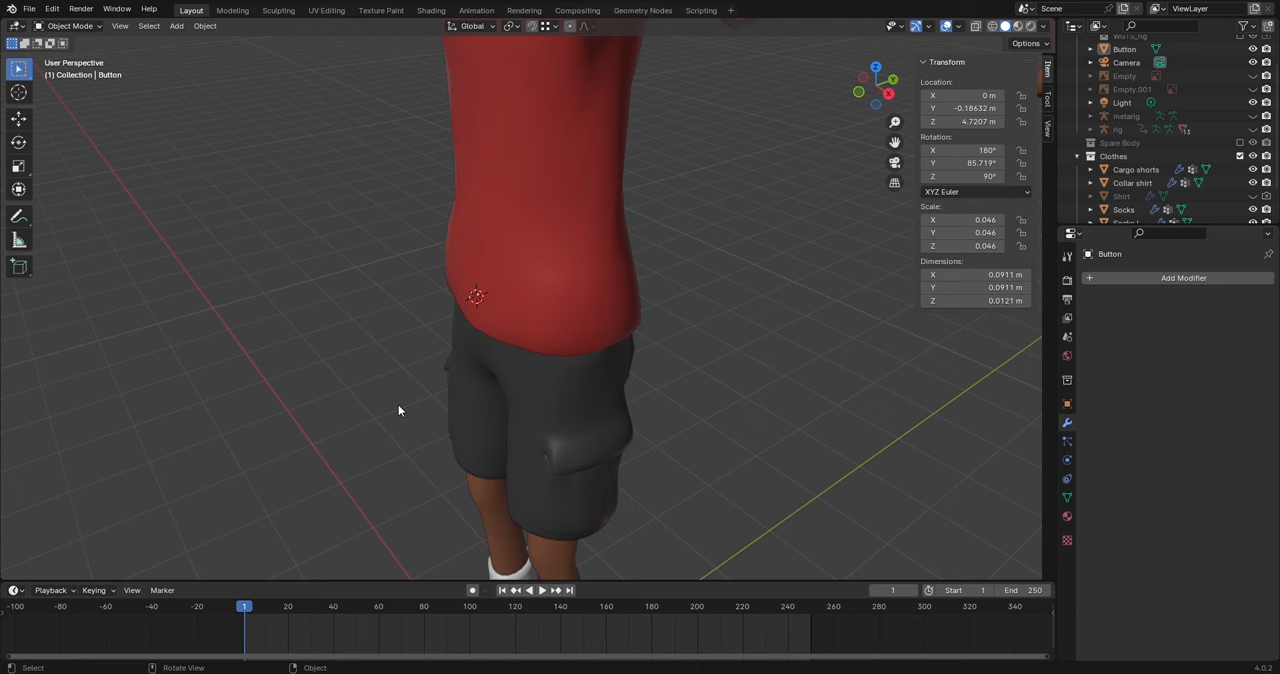 File Edit Render Window Help Layout Modeling Sculpting UV Editing Texture Paint Shading Animation Rendering Compositing Geometry Nodes Scripting + Scene ViewLayer
Object Mode View Select Add Object Global
Options
User Perspective
(1) Collection | Button
Z
Y
X
Transform
Location:
X 0 m
Y -0.18632 m
Z 4.7207 m
Rotation:
X 180°
Y 85.719°
Z 90°
XYZ Euler
Scale:
X 0.046
Y 0.046
Z 0.046
Dimensions:
X 0.0911 m
Y 0.0911 m
Z 0.0121 m
Item
Tool
View
Button
Camera
Empty
Empty.001
Light
metarig
rig 13
Spare Body
Clothes
Cargo shorts
Collar shirt
Shirt
Socks
Button
+ Add Modifier
Playback Keying View Marker 1 Start 1 End 250
-100 -80 -60 -40 -20 1 20 40 60 80 100 120 140 160 180 200 220 240 260 280 300 320 340
Select Rotate View Object 4.0.2